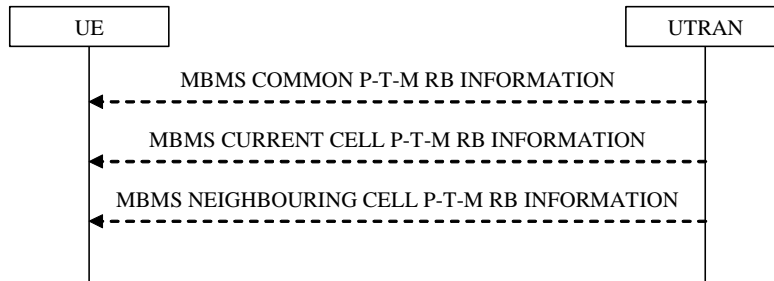 UE
UTRAN
MBMS COMMON P-T-M RB INFORMATION
MBMS CURRENT CELL P-T-M RB INFORMATION
MBMS NEIGHBOURING CELL P-T-M RB INFORMATION